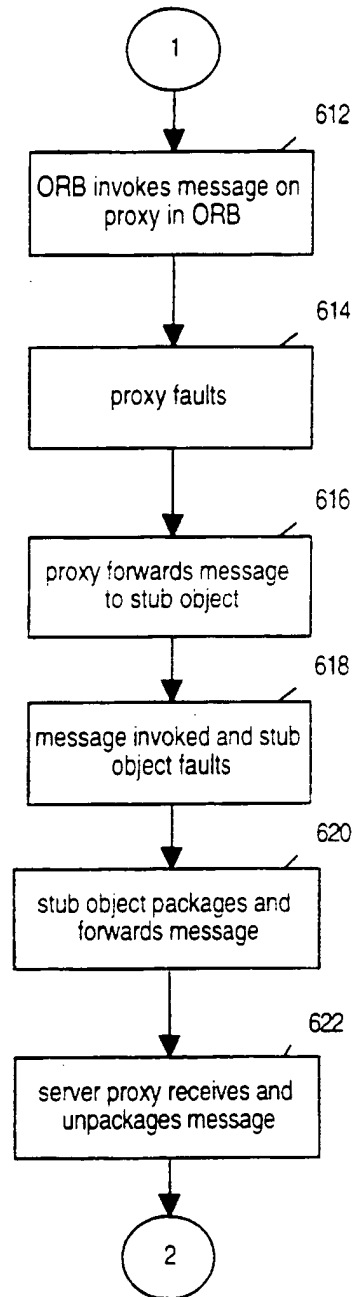 1
612
ORB invokes message on
proxy in ORB
614
proxy faults
616
proxy forwards message
to stub object
618
message invoked and stub
object faults
620
stub object packages and
forwards message
622
server proxy receives and
unpackages message
2